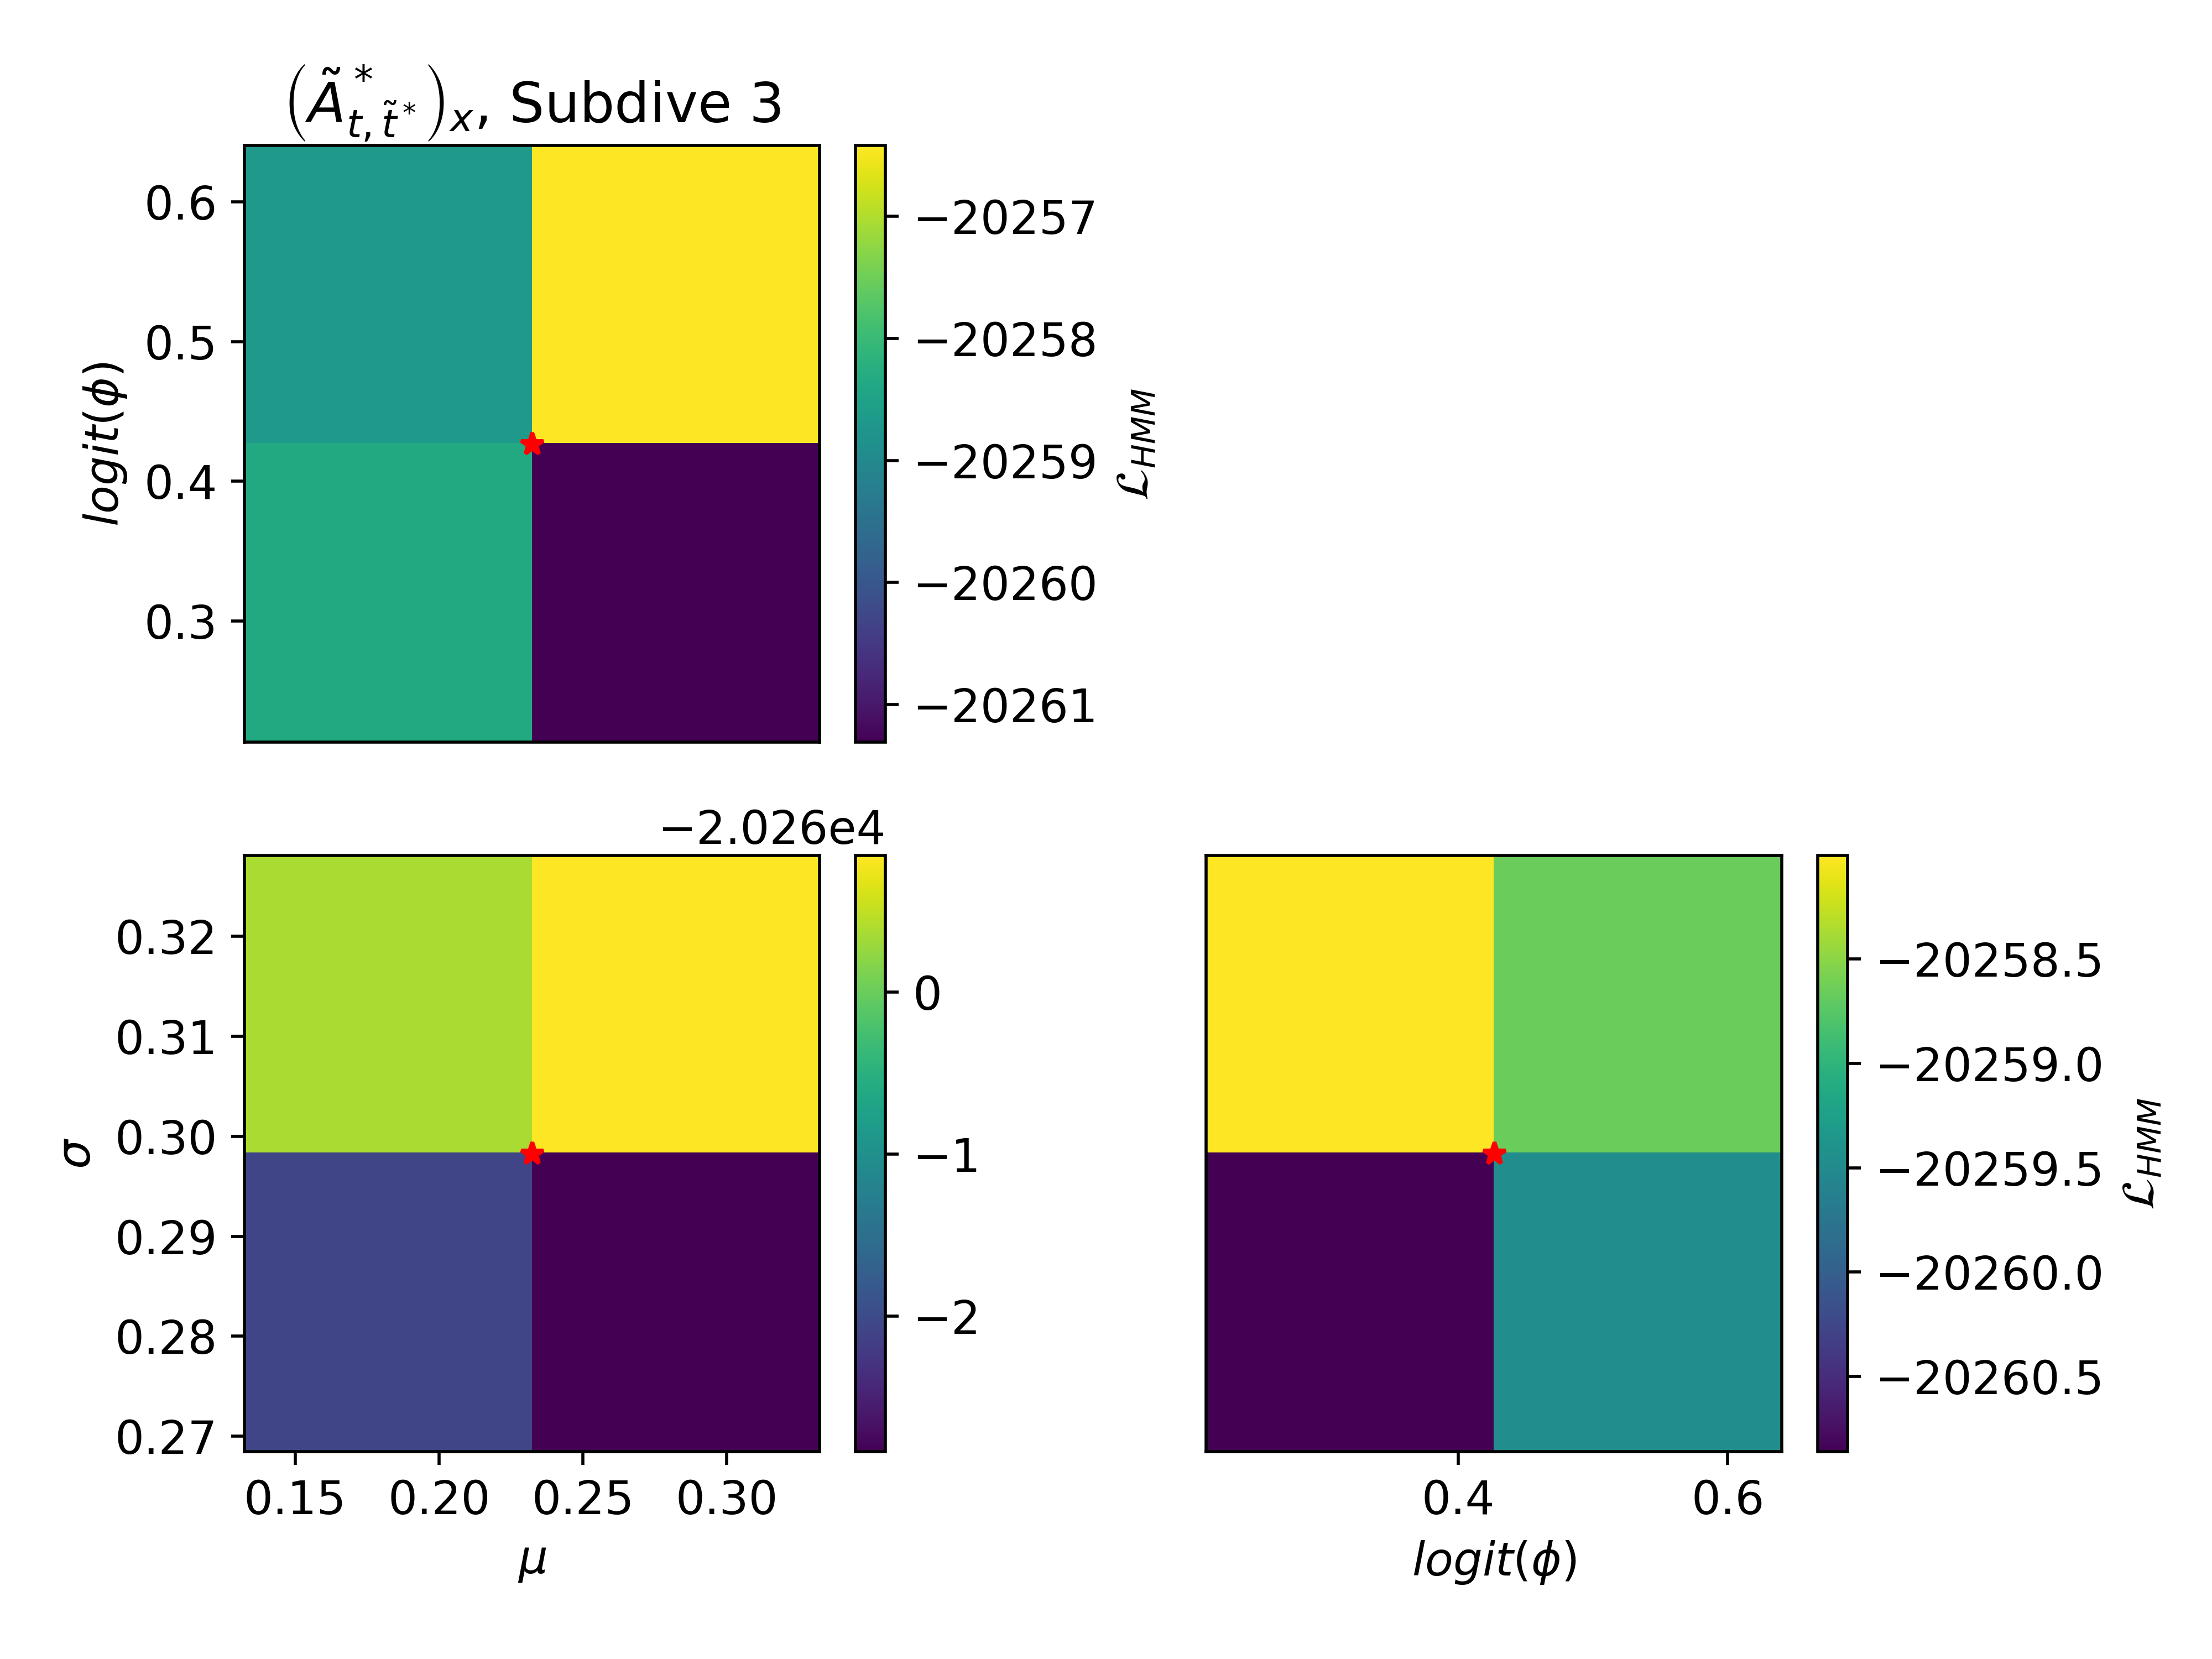 (Ã*ₜ,ₜ̃*)ₓ, Subdive 3
0.6
0.5
0.4
0.3
logit(ϕ)
−20257
−20258
−20259
−20260
−20261
ℒ_HMM
−2.026e4
0.32
0.31
0.30
0.29
0.28
0.27
σ
0.15 0.20 0.25 0.30
μ
0
−1
−2
0.4 0.6
logit(ϕ)
−20258.5
−20259.0
−20259.5
−20260.0
−20260.5
ℒ_HMM